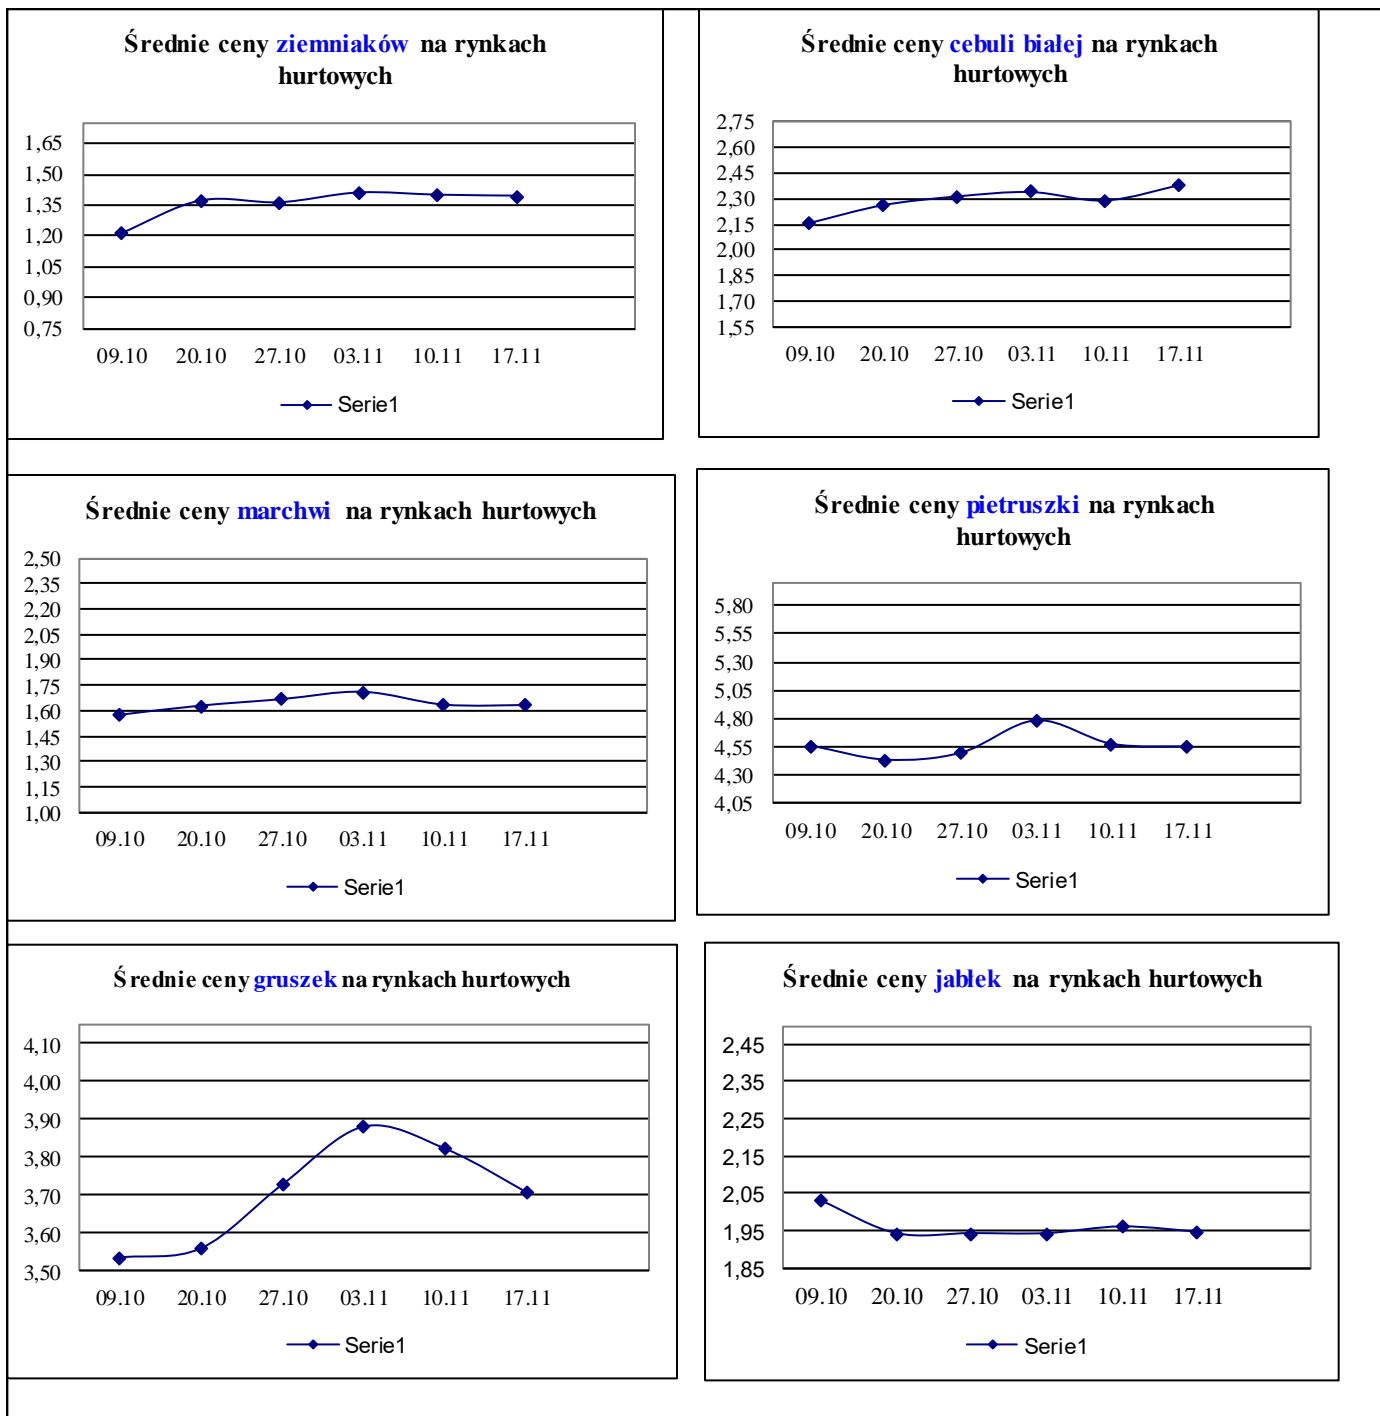 Średnie ceny ziemniaków na rynkach
hurtowych
1,65
1,50
1,35
1,20
1,05
0,90
0,75
09.10 20.10 27.10 03.11 10.11 17.11
Serie1
Średnie ceny cebuli białej na rynkach
hurtowych
2,75
2,60
2,45
2,30
2,15
2,00
1,85
1,70
1,55
09.10 20.10 27.10 03.11 10.11 17.11
Serie1
Średnie ceny marchwi na rynkach hurtowych
2,50
2,35
2,20
2,05
1,90
1,75
1,60
1,45
1,30
1,15
1,00
09.10 20.10 27.10 03.11 10.11 17.11
Serie1
Średnie ceny pietruszki na rynkach
hurtowych
5,80
5,55
5,30
5,05
4,80
4,55
4,30
4,05
09.10 20.10 27.10 03.11 10.11 17.11
Serie1
Średnie ceny gruszek na rynkach hurtowych
4,10
4,00
3,90
3,80
3,70
3,60
3,50
09.10 20.10 27.10 03.11 10.11 17.11
Serie1
Średnie ceny jabłek na rynkach hurtowych
2,45
2,35
2,25
2,15
2,05
1,95
1,85
09.10 20.10 27.10 03.11 10.11 17.11
Serie1